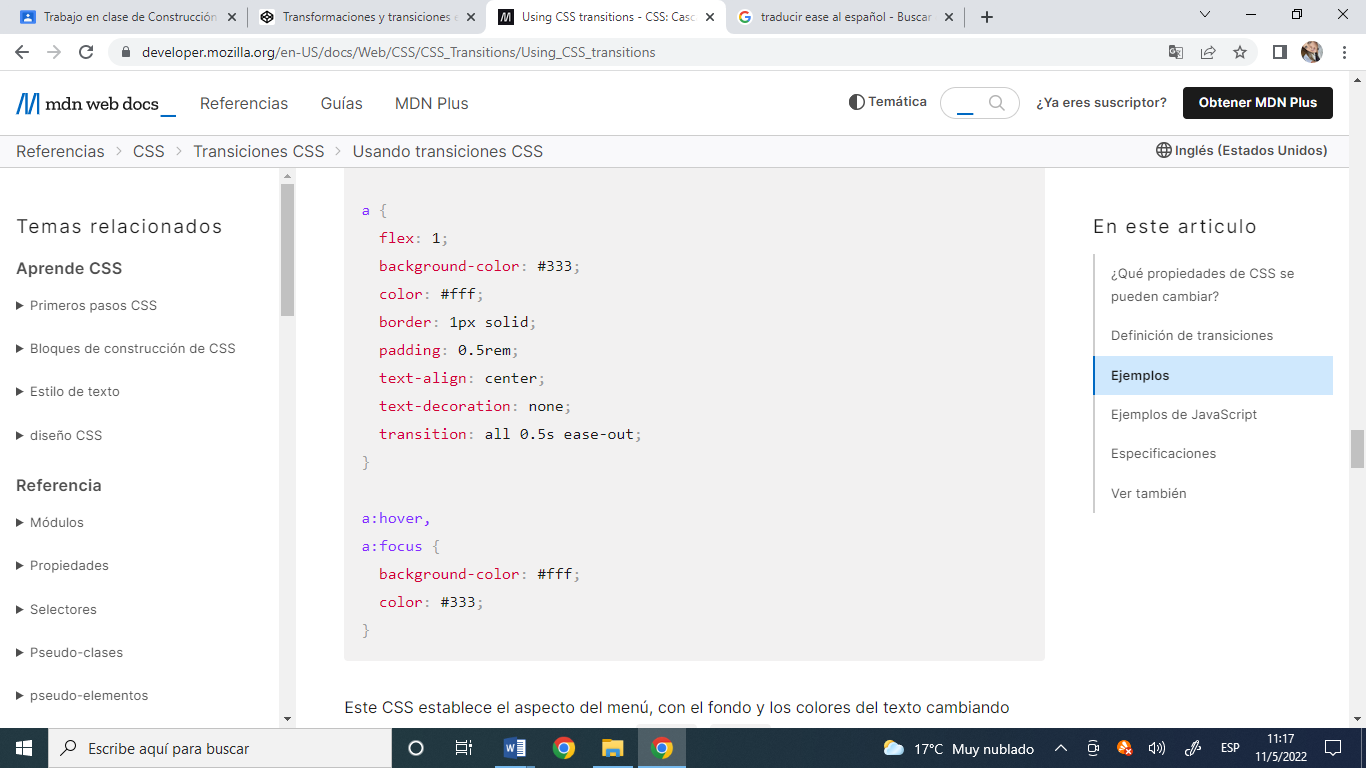 Trabajo en clase de Construcción
Transformaciones y transiciones e
Using CSS transitions - CSS: Casc
traducir ease al español - Buscar
developer.mozilla.org/en-US/docs/Web/CSS/CSS_Transitions/Using_CSS_transitions
mdn web docs_
Referencias
Guías
MDN Plus
Temática
¿Ya eres suscriptor?
Obtener MDN Plus
Referencias > CSS > Transiciones CSS > Usando transiciones CSS
Inglés (Estados Unidos)
Temas relacionados
Aprende CSS
Primeros pasos CSS
Bloques de construcción de CSS
Estilo de texto
diseño CSS
Referencia
Módulos
Propiedades
Selectores
Pseudo-clases
pseudo-elementos
a {
flex: 1;
background-color: #333;
color: #fff;
border: 1px solid;
padding: 0.5rem;
text-align: center;
text-decoration: none;
transition: all 0.5s ease-out;
}
a:hover,
a:focus {
background-color: #fff;
color: #333;
}
Este CSS establece el aspecto del menú, con el fondo y los colores del texto cambiando
En este articulo
¿Qué propiedades de CSS se
pueden cambiar?
Definición de transiciones
Ejemplos
Ejemplos de JavaScript
Especificaciones
Ver también
Escribe aquí para buscar
17°C Muy nublado
ESP
11:17
11/5/2022